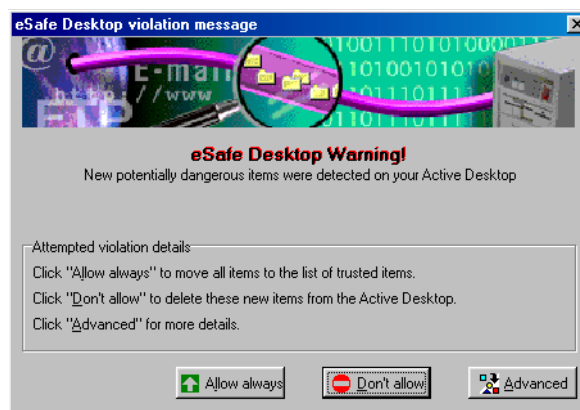 eSafe Desktop violation message
@
E-mail
http://www
FTP
eSafe Desktop Warning!
New potentially dangerous items were detected on your Active Desktop
Attempted violation details
Click "Allow always" to move all items to the list of trusted items.
Click "Don't allow" to delete these new items from the Active Desktop.
Click "Advanced" for more details.
Allow always
Don't allow
Advanced